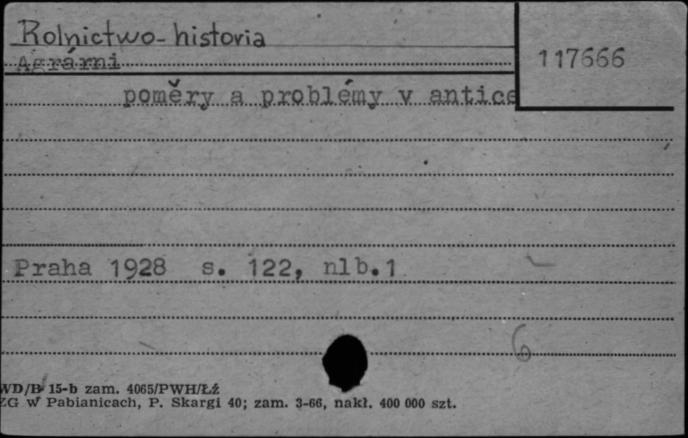 Rolnictwo - historia
117666
Agrární
poměry a problémy v antice
Praha 1928 s. 122, nlb.1
6
WD/B 15-b zam. 4065/PWH/Łź
ZG w Pabianicach, P. Skargi 40; zam. 3-66, nakł. 400 000 szt.